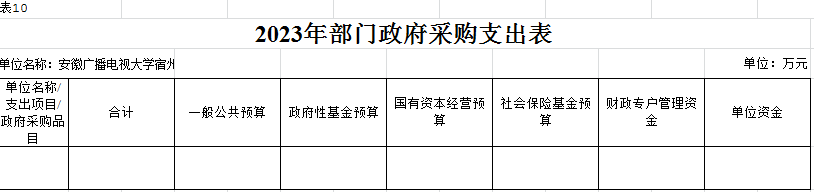 表10
2023年部门政府采购支出表
单位名称：安徽广播电视大学宿州
单位：万元
单位名称/
支出项目/
政府采购品
目
合计
一般公共预算
政府性基金预算
国有资本经营预
算
社会保险基金预
算
财政专户管理资
金
单位资金